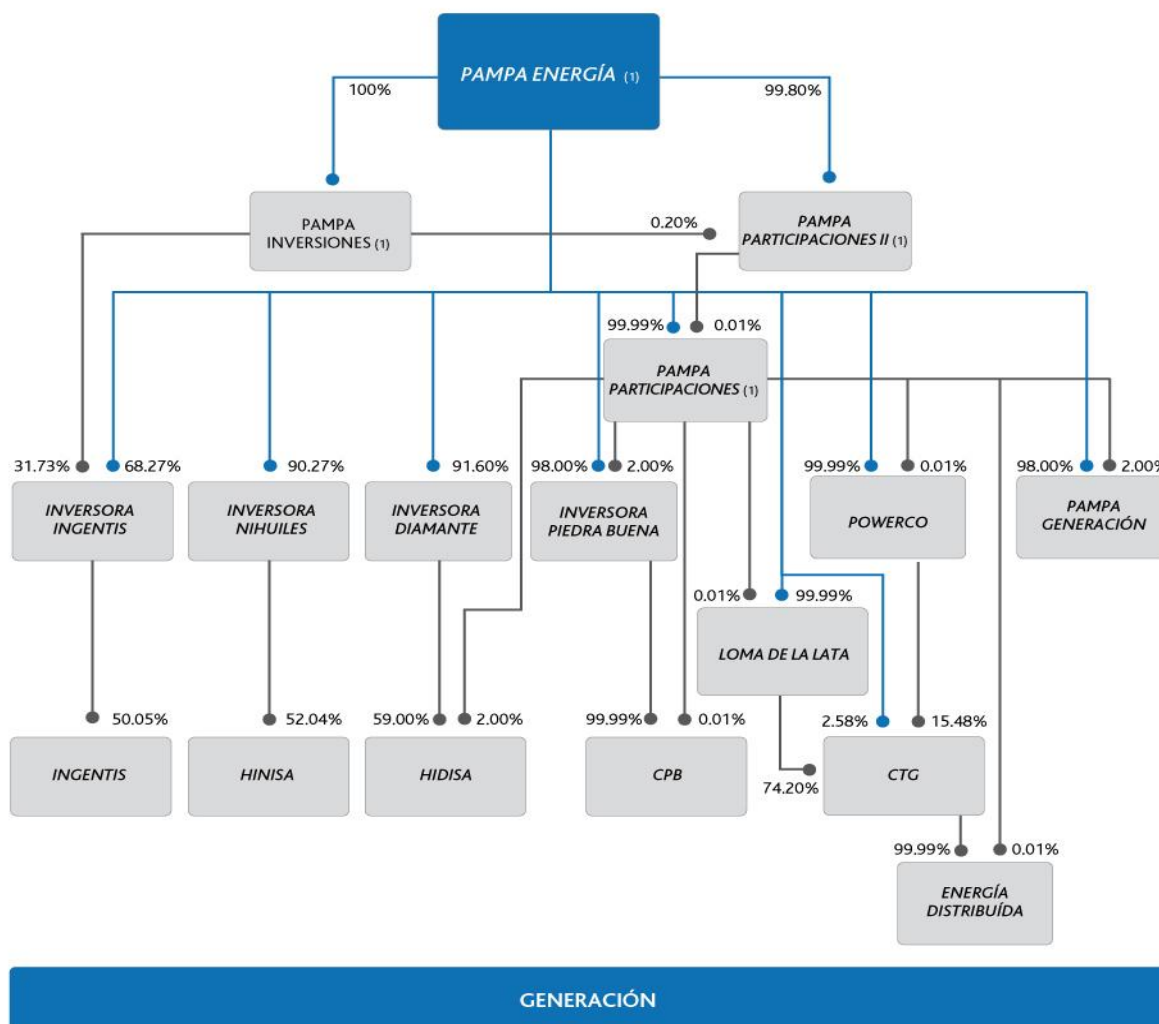 PAMPA ENERGÍA (1)
100%
99.80%
PAMPA
INVERSIONES (1)
0.20%
PAMPA
PARTICIPACIONES II (1)
99.99%
0.01%
PAMPA
PARTICIPACIONES (1)
31.73%
68.27%
90.27%
91.60%
98.00%
2.00%
99.99%
0.01%
98.00%
2.00%
INVERSORA
INGENTIS
INVERSORA
NIHUILES
INVERSORA
DIAMANTE
INVERSORA
PIEDRA BUENA
POWERCO
PAMPA
GENERACIÓN
0.01%
99.99%
LOMA DE LA LATA
50.05%
52.04%
59.00%
2.00%
99.99%
0.01%
2.58%
15.48%
INGENTIS
HINISA
HIDISA
CPB
74.20%
CTG
99.99%
0.01%
ENERGÍA
DISTRIBUÍDA
GENERACIÓN